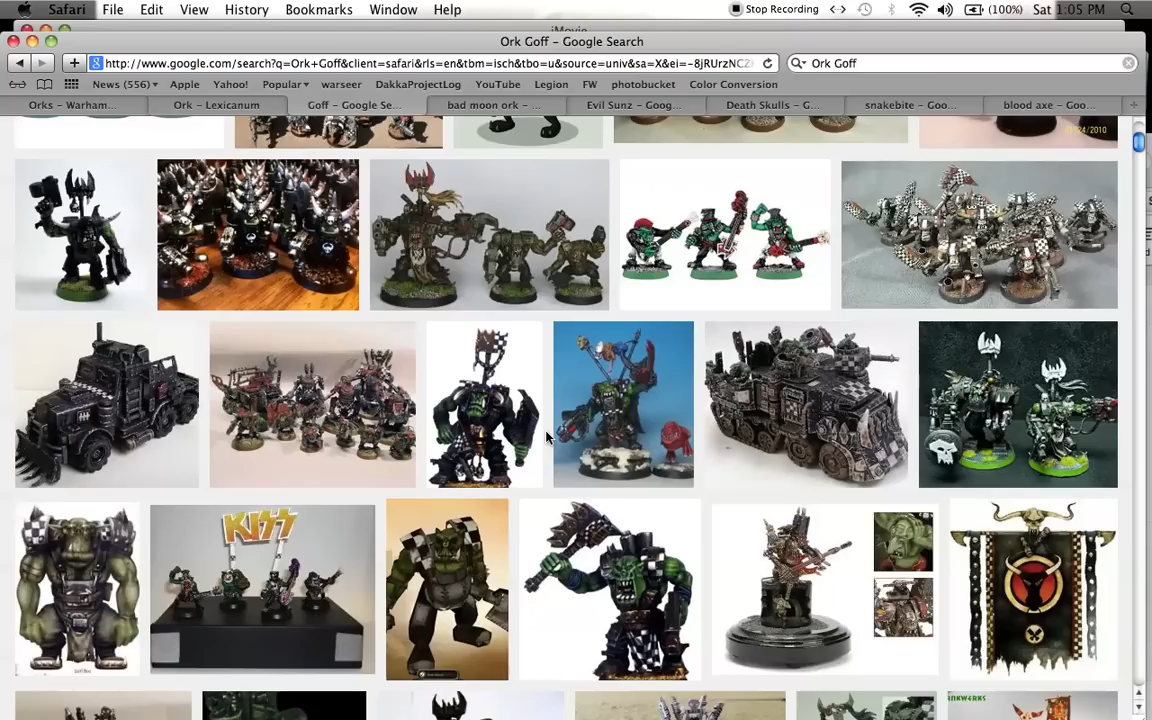 Safari File Edit View History Bookmarks Window Help Stop Recording (100%) Sat 1:05 PM
iMovie
Ork Goff – Google Search
http://www.google.com/search?q=Ork+Goff&client=safari&rls=en&tbm=isch&tbo=u&source=univ&sa=X&ei=-8jRUrzNCZ Ork Goff
News (556) Apple Yahoo! Popular warseer DakkaProjectLog YouTube Legion FW photobucket Color Conversion
Orks – Warham... Ork – Lexicanum Goff – Google Se... bad moon ork – ... Evil Sunz – Goog... Death Skulls – G... snakebite – Goo... blood axe – Goo...
KISS